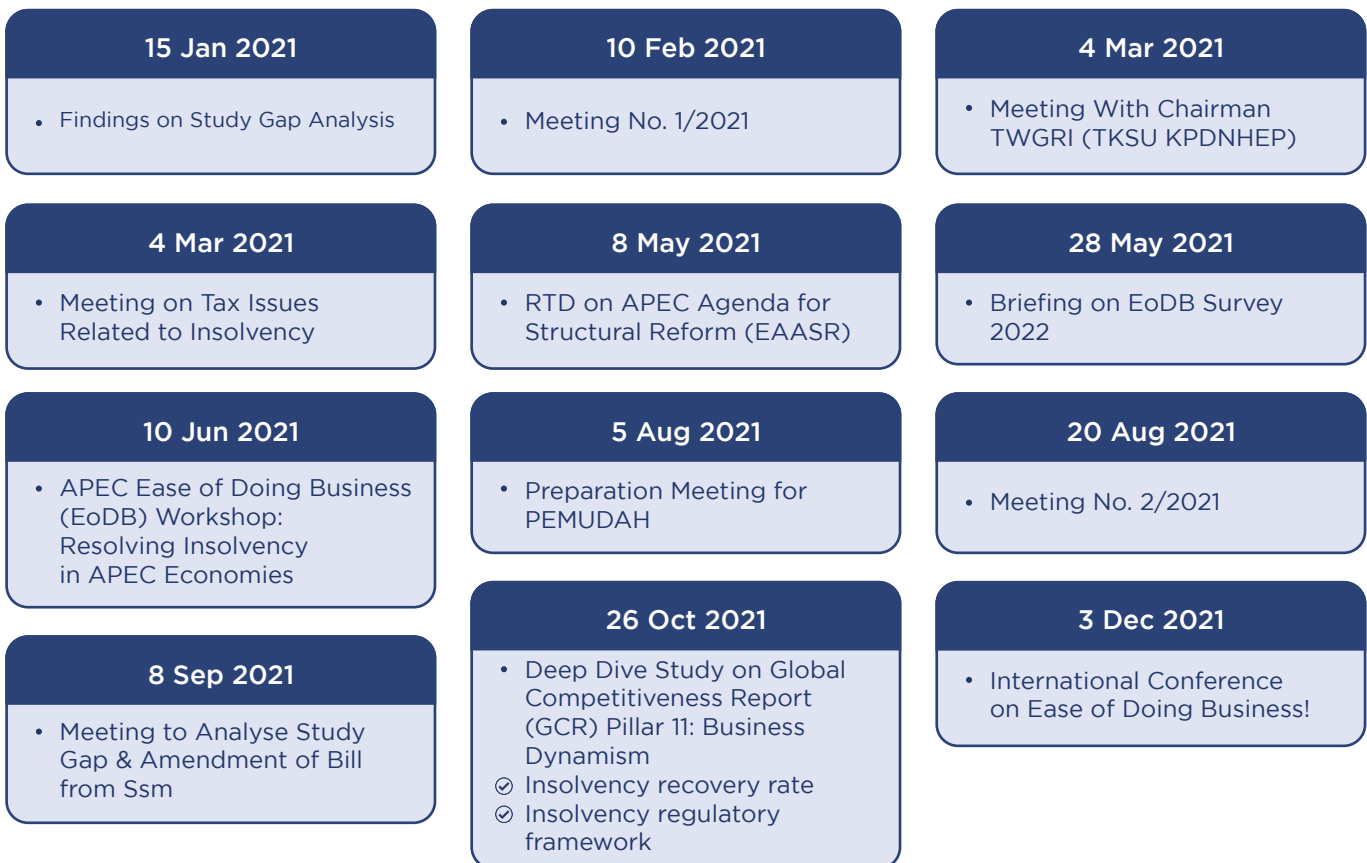 15 Jan 2021
• Findings on Study Gap Analysis
10 Feb 2021
• Meeting No. 1/2021
4 Mar 2021
• Meeting With Chairman
TWGRI (TKSU KPDNHEP)
4 Mar 2021
• Meeting on Tax Issues
Related to Insolvency
8 May 2021
• RTD on APEC Agenda for
Structural Reform (EAASR)
28 May 2021
• Briefing on EoDB Survey
2022
10 Jun 2021
• APEC Ease of Doing Business
(EoDB) Workshop:
Resolving Insolvency
in APEC Economies
5 Aug 2021
• Preparation Meeting for
PEMUDAH
20 Aug 2021
• Meeting No. 2/2021
8 Sep 2021
• Meeting to Analyse Study
Gap & Amendment of Bill
from Ssm
26 Oct 2021
• Deep Dive Study on Global
Competitiveness Report
(GCR) Pillar 11: Business
Dynamism
Insolvency recovery rate
Insolvency regulatory
framework
3 Dec 2021
• International Conference
on Ease of Doing Business!